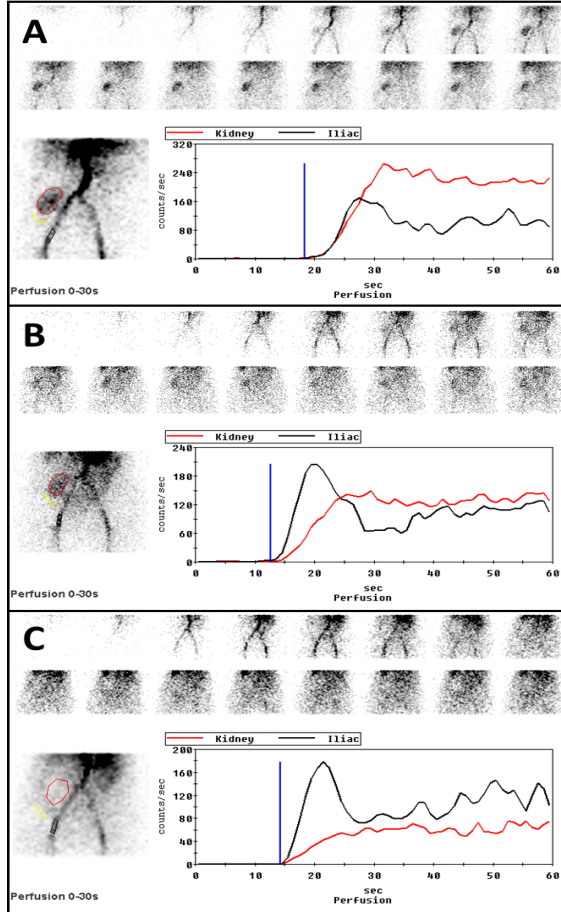 A
Kidney Iliac
320
240
160
80
0
counts/sec
0 10 20 30 40 50 60
sec
Perfusion
Perfusion 0-30s
B
Kidney Iliac
240
180
120
60
0
counts/sec
0 10 20 30 40 50 60
sec
Perfusion
Perfusion 0-30s
C
Kidney Iliac
200
160
120
80
40
0
counts/sec
0 10 20 30 40 50 60
sec
Perfusion
Perfusion 0-30s